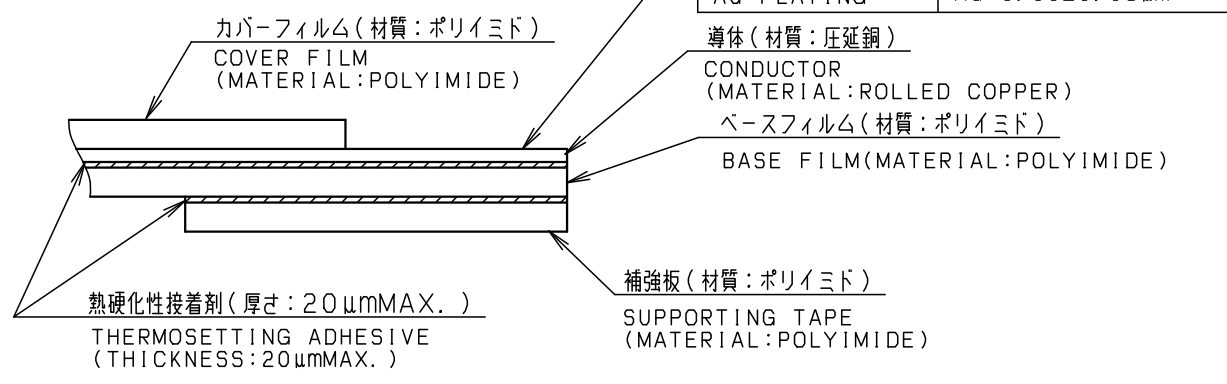 カバーフィルム(材質:ポリイミド)
COVER FILM
(MATERIAL:POLYIMIDE)
導体(材質:圧延銅)
CONDUCTOR
(MATERIAL:ROLLED COPPER)
ベースフィルム(材質:ポリイミド)
BASE FILM(MATERIAL:POLYIMIDE)
補強板(材質:ポリイミド)
SUPPORTING TAPE
(MATERIAL:POLYIMIDE)
熱硬化性接着剤(厚さ:20μmMAX.)
THERMOSETTING ADHESIVE
(THICKNESS:20μmMAX.)